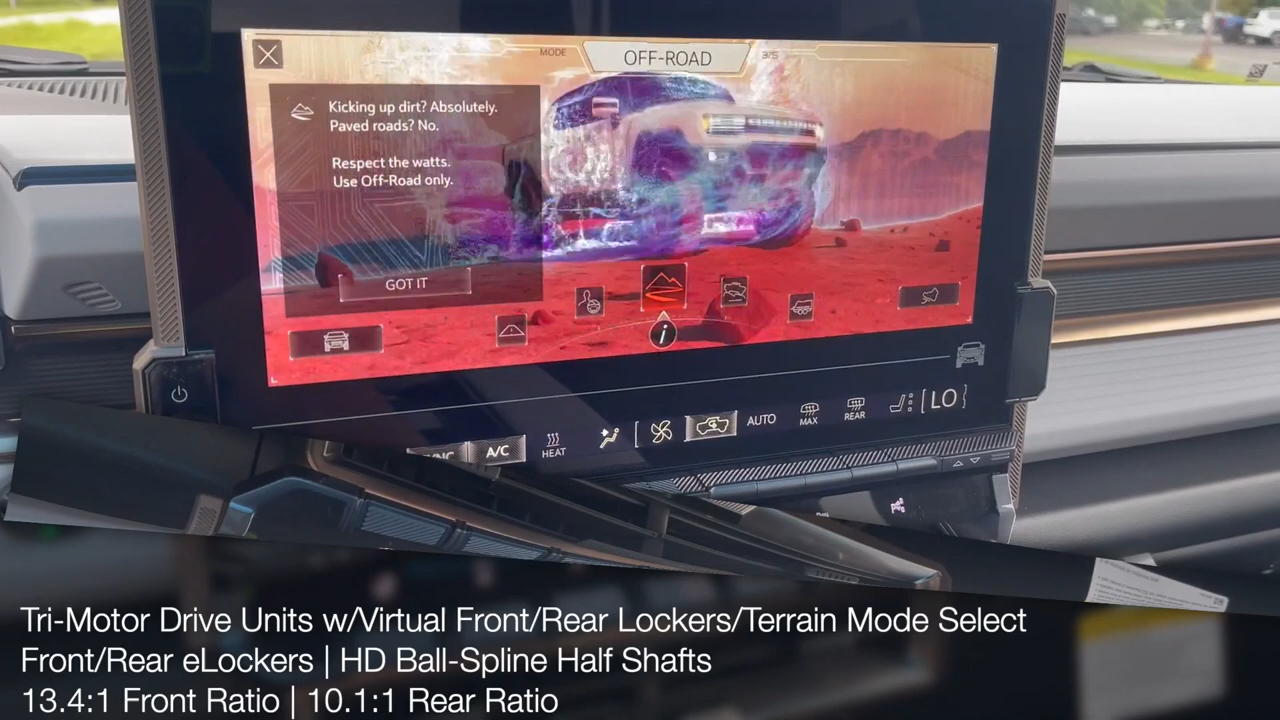 MODE
OFF-ROAD
3/5
Kicking up dirt? Absolutely.
Paved roads? No.
Respect the watts.
Use Off-Road only.
GOT IT
i
A/C
HEAT
AUTO
MAX
REAR
LO
Tri-Motor Drive Units w/Virtual Front/Rear Lockers/Terrain Mode Select
Front/Rear eLockers | HD Ball-Spline Half Shafts
13.4:1 Front Ratio | 10.1:1 Rear Ratio